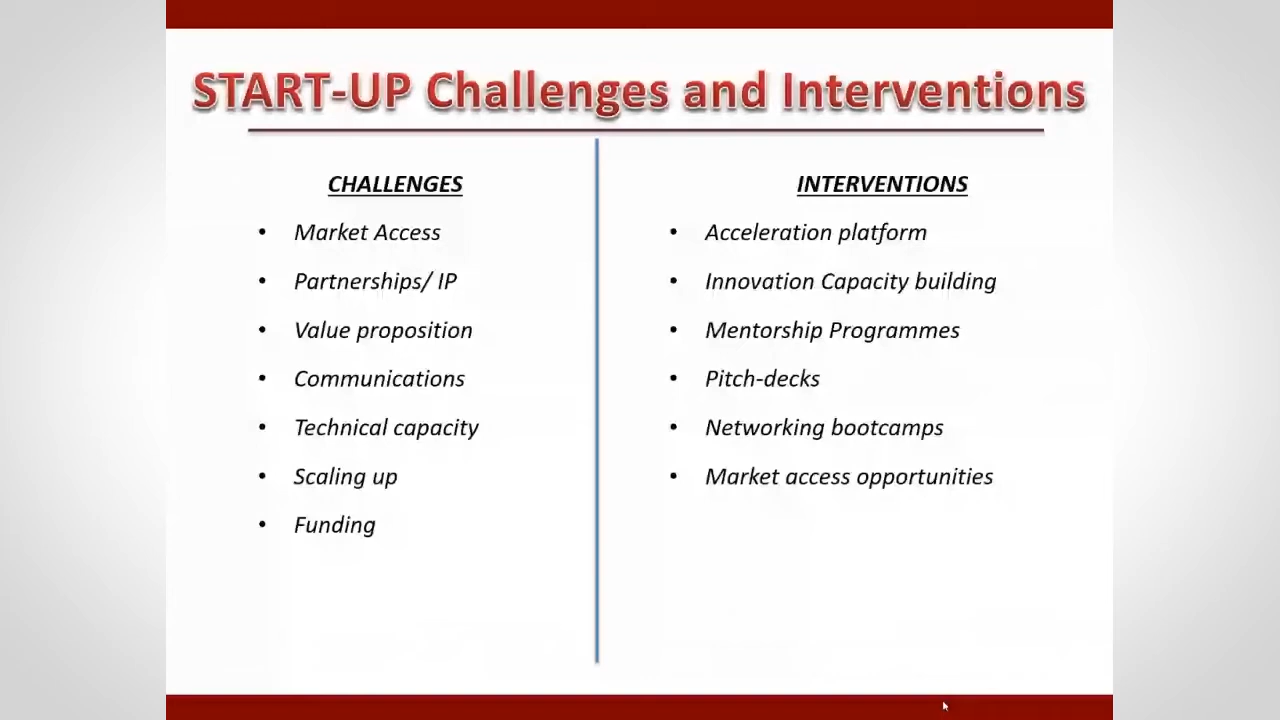 START-UP Challenges and Interventions
CHALLENGES
• Market Access
• Partnerships/ IP
• Value proposition
• Communications
• Technical capacity
• Scaling up
• Funding
INTERVENTIONS
• Acceleration platform
• Innovation Capacity building
• Mentorship Programmes
• Pitch-decks
• Networking bootcamps
• Market access opportunities